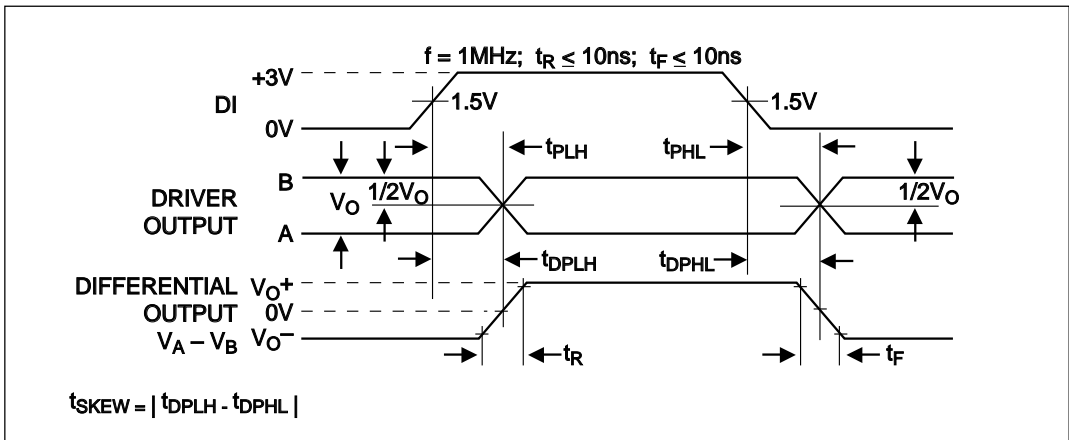 f = 1MHz; tR ≤ 10ns; tF ≤ 10ns
+3V
DI
1.5V
1.5V
0V
tPLH
tPHL
B
DRIVER
OUTPUT
VO
1/2VO
1/2VO
A
tDPLH
tDPHL
DIFFERENTIAL
OUTPUT
VA – VB
VO+
0V
VO–
tR
tF
tSKEW = | tDPLH - tDPHL |